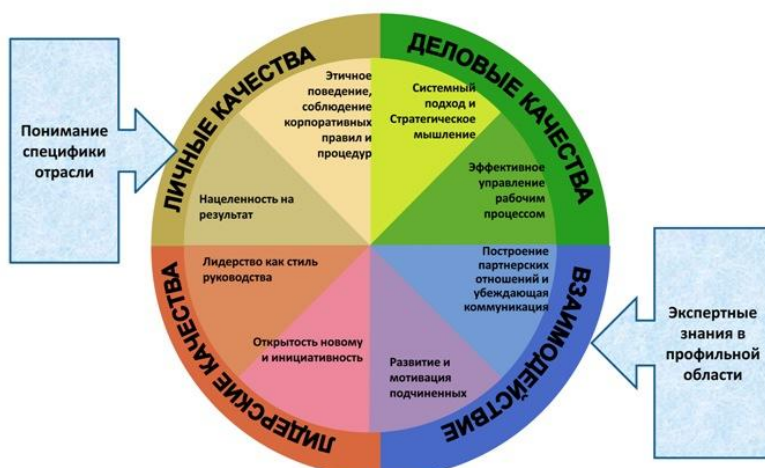 Понимание
специфики
отрасли
ЛИЧНЫЕ КАЧЕСТВА
Этичное
поведение,
соблюдение
корпоративных
правил и
процедур
Нацеленность на
результат
ДЕЛОВЫЕ КАЧЕСТВА
Системный
подход и
Стратегическое
мышление
Эффективное
управление
рабочим
процессом
ЛИДЕРСКИЕ КАЧЕСТВА
Лидерство как стиль
руководства
Открытость новому
и инициативность
ВЗАИМОДЕЙСТВИЕ
Построение
партнерских
отношений и
убеждающая
коммуникация
Развитие и
мотивация
подчиненных
Экспертные
знания в
профильной
области